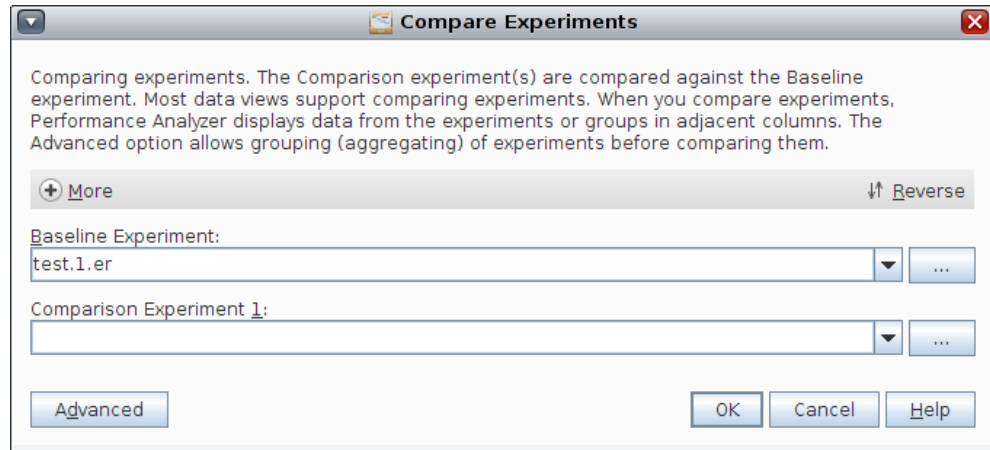 Compare Experiments
Comparing experiments. The Comparison experiment(s) are compared against the Baseline
experiment. Most data views support comparing experiments. When you compare experiments,
Performance Analyzer displays data from the experiments or groups in adjacent columns. The
Advanced option allows grouping (aggregating) of experiments before comparing them.
More Reverse
Baseline Experiment:
test.1.er ...
Comparison Experiment 1:
...
Advanced OK Cancel Help